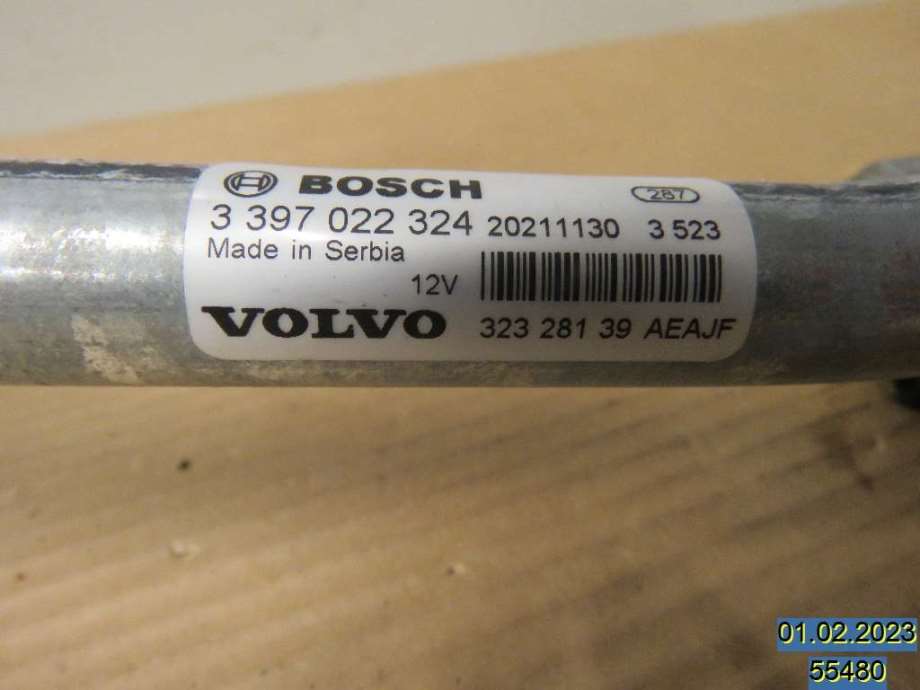 BOSCH 287
3 397 022 324 20211130 3 523
Made in Serbia
12V
VOLVO 323 281 39 AEAJF
01.02.2023
55480